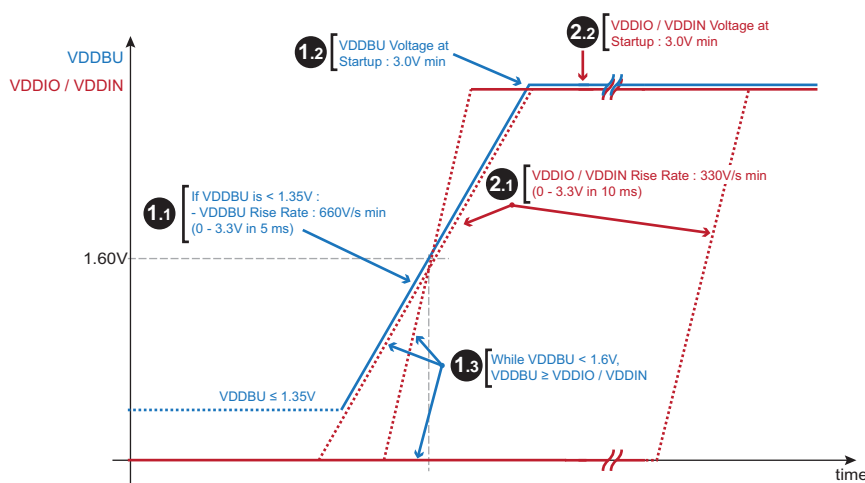 VDDBU
VDDIO / VDDIN
1.2
VDDBU Voltage at
Startup : 3.0V min
2.2
VDDIO / VDDIN Voltage at
Startup : 3.0V min
1.1
If VDDBU is < 1.35V :
- VDDBU Rise Rate : 660V/s min
(0 - 3.3V in 5 ms)
2.1
VDDIO / VDDIN Rise Rate : 330V/s min
(0 - 3.3V in 10 ms)
1.60V
1.3
While VDDBU < 1.6V,
VDDBU ≥ VDDIO / VDDIN
VDDBU ≤ 1.35V
time